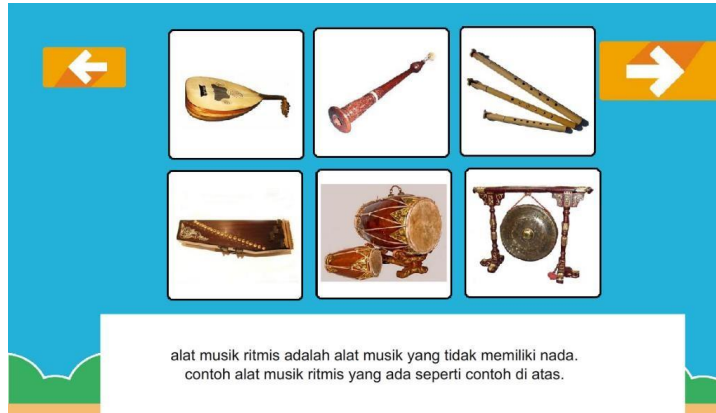 alat musik ritmis adalah alat musik yang tidak memiliki nada.
contoh alat musik ritmis yang ada seperti contoh di atas.